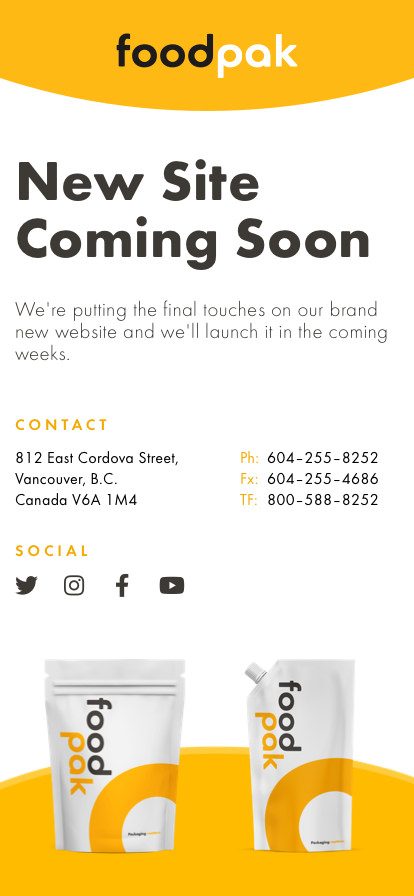 foodpak
New Site
Coming Soon
We're putting the final touches on our brand
new website and we'll launch it in the coming
weeks.
CONTACT
812 East Cordova Street,
Vancouver, B.C.
Canada V6A 1M4
Ph: 604-255-8252
Fx: 604-255-4686
TF: 800-588-8252
SOCIAL
food
pak
Packaging
food
pak
Packaging